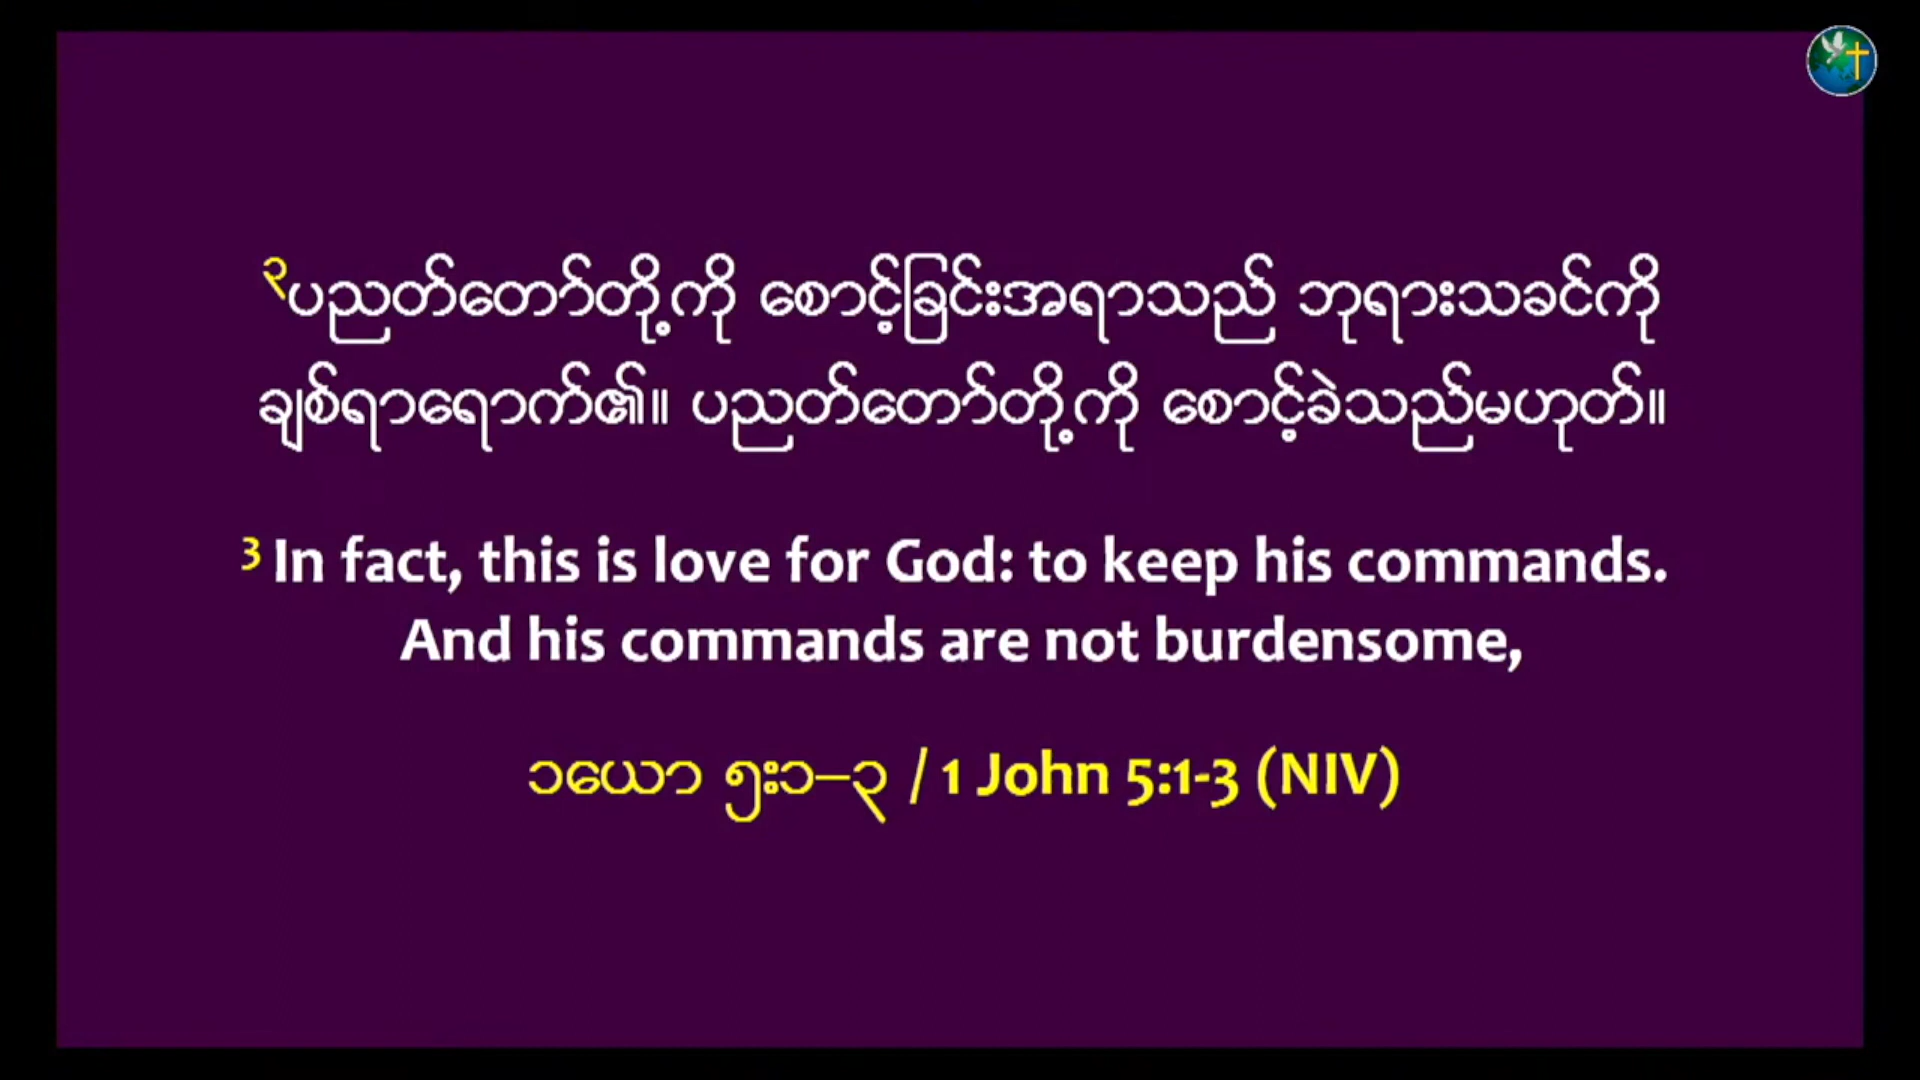 ၃ပညတ်တော်တို့ကို စောင့်ခြင်းအရာသည် ဘုရားသခင်ကို
ချစ်ရာရောက်၏။ ပညတ်တော်တို့ကို စောင့်ခဲသည်မဟုတ်။
3 In fact, this is love for God: to keep his commands.
And his commands are not burdensome,
၁ယော ၅း၁–၃ / 1 John 5:1-3 (NIV)